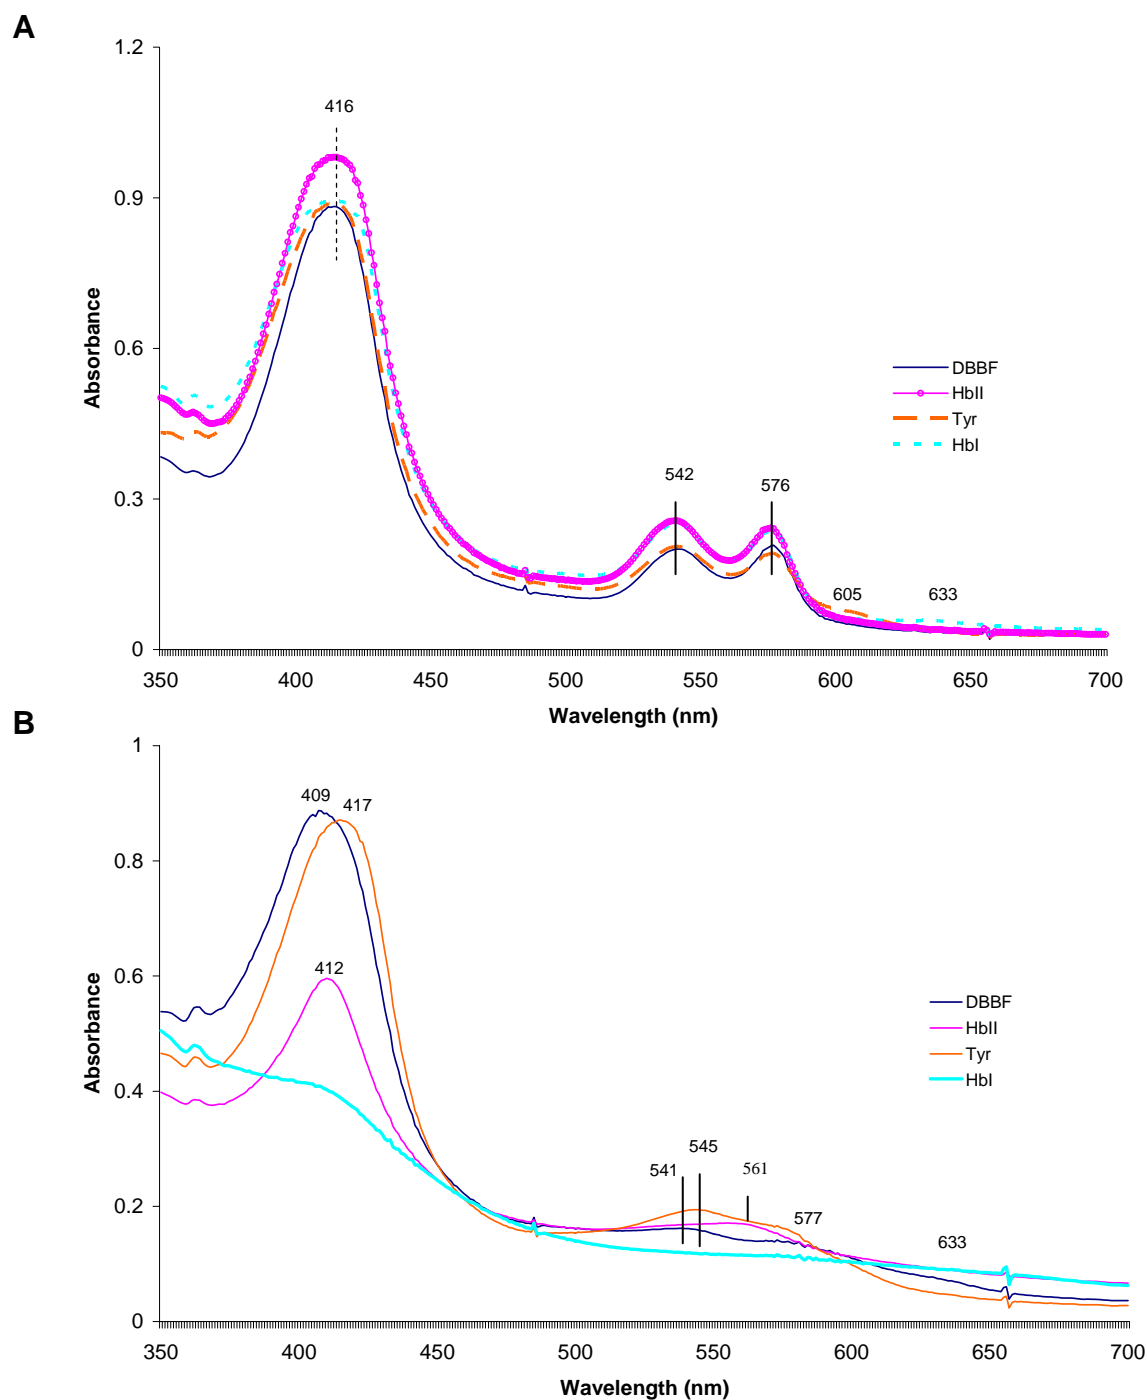 A
1.2
416
0.9
0.6
Absorbance
DBBF
HbII
Tyr
HbI
542
576
0.3
605
633
0
350
400
450
500
550
600
650
700
Wavelength (nm)
B
1
409
417
0.8
412
0.6
Absorbance
DBBF
HbII
Tyr
HbI
0.4
545
541
561
0.2
577
633
0
350
400
450
500
550
600
650
700
Wavelength (nm)